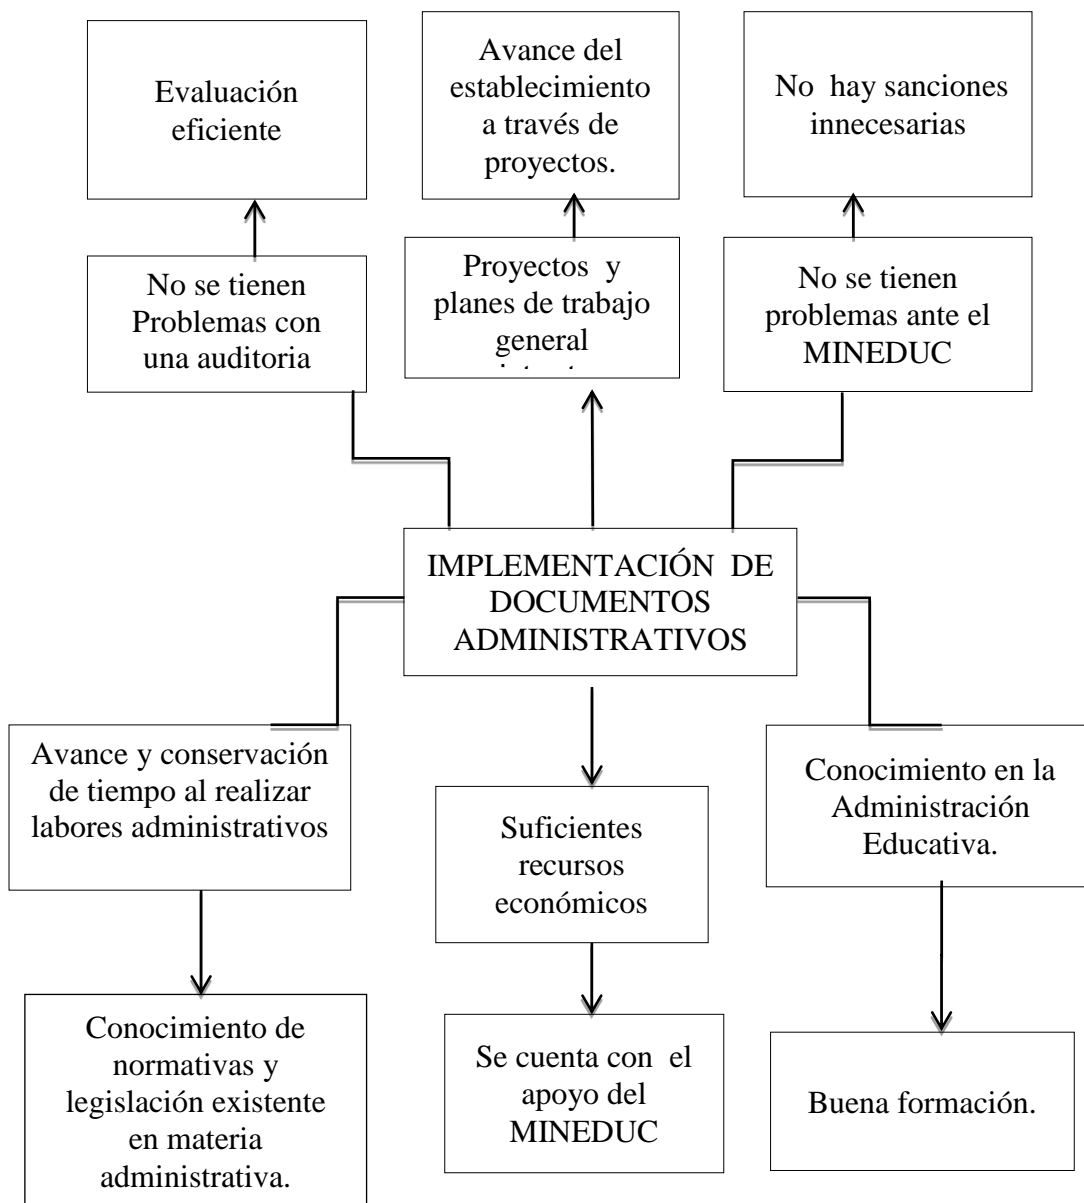 Evaluación
eficiente
Avance del
establecimiento
a través de
proyectos.
No hay sanciones
innecesarias
No se tienen
Problemas con
una auditoria
Proyectos y
planes de trabajo
general
No se tienen
problemas ante el
MINEDUC
IMPLEMENTACIÓN DE
DOCUMENTOS
ADMINISTRATIVOS
Avance y conservación
de tiempo al realizar
labores administrativos
Suficientes
recursos
económicos
Conocimiento en la
Administración
Educativa.
Conocimiento de
normativas y
legislación existente
en materia
administrativa.
Se cuenta con el
apoyo del
MINEDUC
Buena formación.